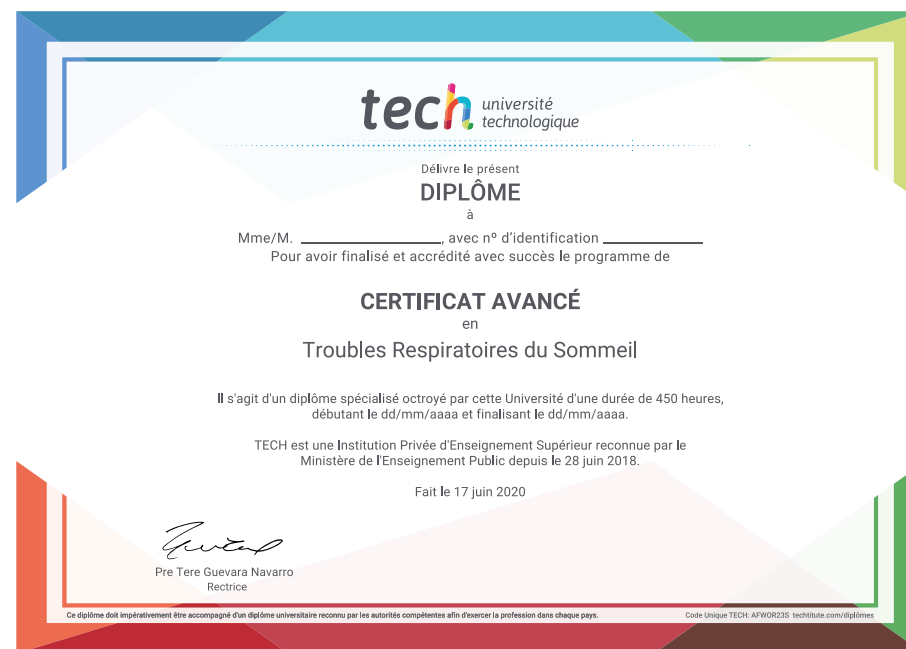 tech université
technologique
Délivre le présent
DIPLÔME
à
Mme/M. ____________________, avec nº d'identification ______________
Pour avoir finalisé et accrédité avec succès le programme de
CERTIFICAT AVANCÉ
en
Troubles Respiratoires du Sommeil
Il s'agit d'un diplôme spécialisé octroyé par cette Université d'une durée de 450 heures,
débutant le dd/mm/aaaa et finalisant le dd/mm/aaaa.
TECH est une Institution Privée d'Enseignement Supérieur reconnue par le
Ministère de l'Enseignement Public depuis le 28 juin 2018.
Fait le 17 juin 2020
Pre Tere Guevara Navarro
Rectrice
Ce diplôme doit impérativement être accompagné d'un diplôme universitaire reconnu par les autorités compétentes afin d'exercer la profession dans chaque pays.
Code Unique TECH: AFWOR23S techtitute.com/diplômes